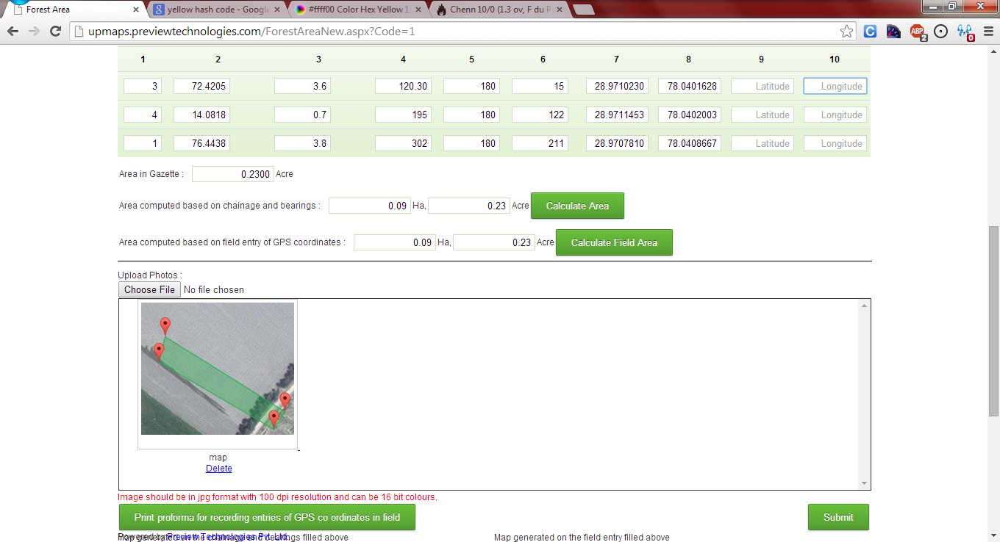 Forest Area
yellow hash code - Googl
#ffff00 Color Hex Yellow 1
Chenn 10/0 (1.3 ov, F du P
upmaps.previewtechnologies.com/ForestAreaNew.aspx?Code=1
C
ABP
2
0
1 2 3 4 5 6 7 8 9 10
3 72.4205 3.6 120.30 180 15 28.9710230 78.0401628 Latitude Longitude
4 14.0818 0.7 195 180 122 28.9711453 78.0402003 Latitude Longitude
1 76.4438 3.8 302 180 211 28.9707810 78.0408667 Latitude Longitude
Area in Gazette : 0.2300 Acre
Area computed based on chainage and bearings : 0.09 Ha, 0.23 Acre Calculate Area
Area computed based on field entry of GPS coordinates : 0.09 Ha, 0.23 Acre Calculate Field Area
Upload Photos :
Choose File No file chosen
map
Delete
Image should be in jpg format with 100 dpi resolution and can be 16 bit colours.
Print proforma for recording entries of GPS co ordinates in field Submit
Powered by Preview Technologies Pvt. Ltd.
Map generated on the chainage and bearings filled above Map generated on the field entry filled above